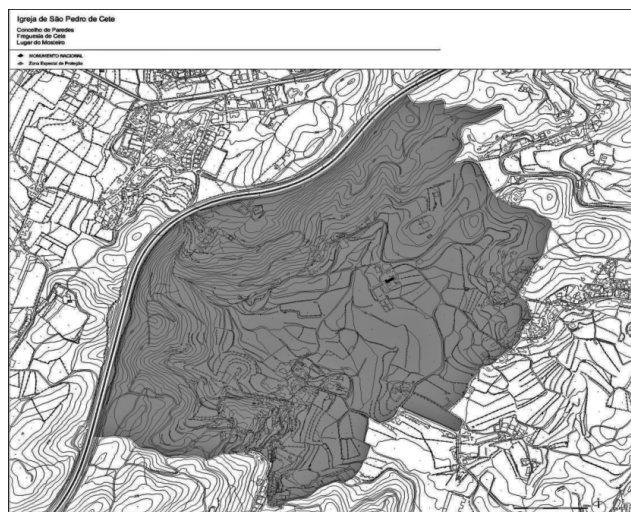 Igreja de São Pedro de Cete
Concelho de Paredes
Freguesia de Cete
Lugar do Mosteiro
MONUMENTO NACIONAL
Zona Especial de Proteção